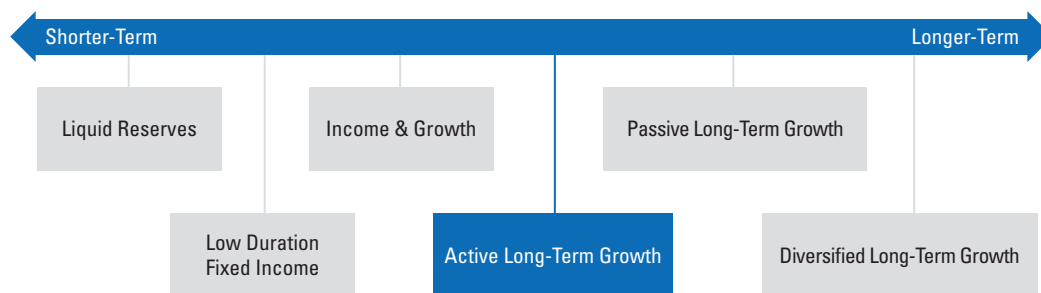 Shorter-Term
Longer-Term
Liquid Reserves
Income & Growth
Passive Long-Term Growth
Low Duration
Fixed Income
Active Long-Term Growth
Diversified Long-Term Growth